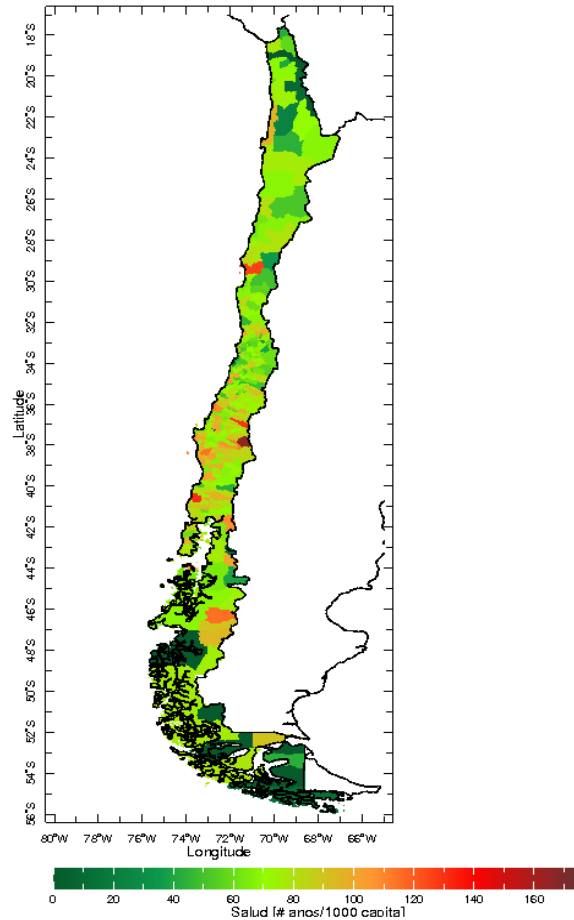 18°S
20°S
22°S
24°S
26°S
28°S
30°S
32°S
34°S
36°S
38°S
40°S
42°S
44°S
46°S
48°S
50°S
52°S
54°S
56°S
Latitude
80°W 78°W 76°W 74°W 72°W 70°W 68°W 66°W
Longitude
0 20 40 60 80 100 120 140 160
Salud [# anos/1000 capita]